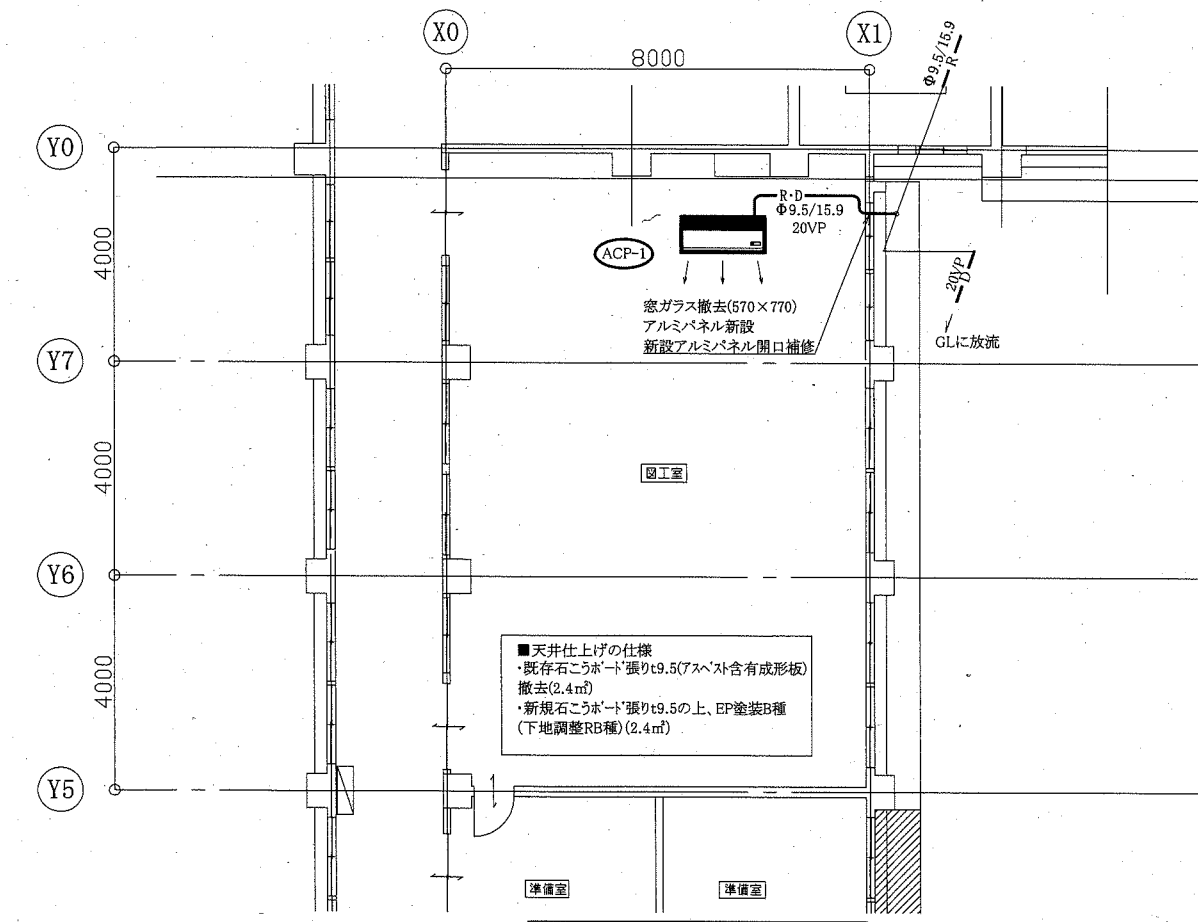 X0
X1
8000
Φ9.5/15.9
R
Y0
R・D
Φ9.5/15.9
20VP
ACP-1
4000
20VP
D
窓ガラス撤去(570×770)
アルミパネル新設
新設アルミパネル開口補修
GLに放流
Y7
4000
図工室
Y6
■天井仕上げの仕様
・既存石こうボード張りt9.5(アスベスト含有成形板)
撤去(2.4㎡)
・新規石こうボード張りt9.5の上、EP塗装B種
(下地調整RB種)(2.4㎡)
4000
Y5
準備室
準備室